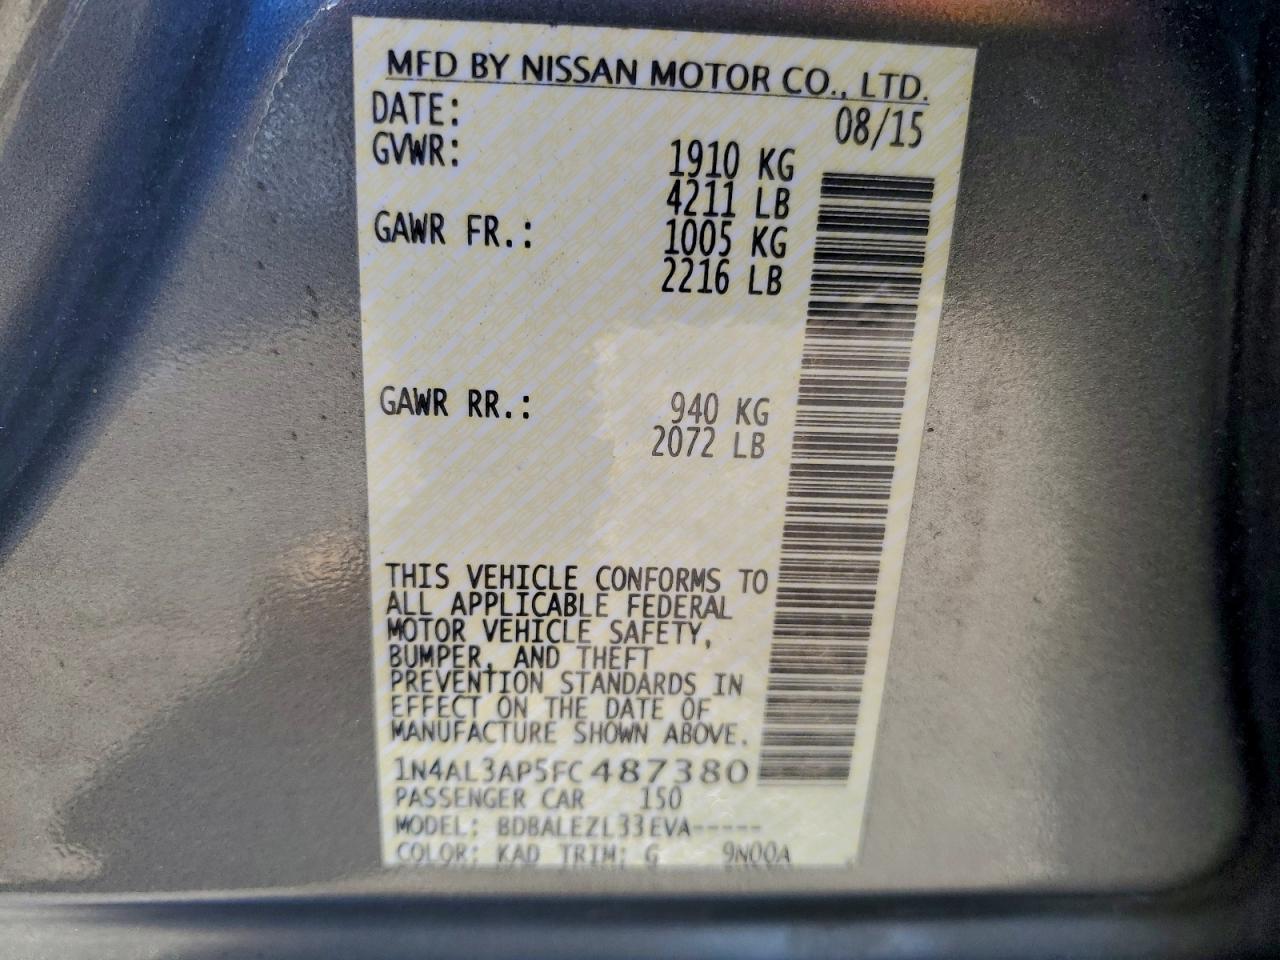 MFD BY NISSAN MOTOR CO., LTD.
DATE: 08/15
GVWR: 1910 KG
4211 LB
GAWR FR.: 1005 KG
2216 LB
GAWR RR.: 940 KG
2072 LB
THIS VEHICLE CONFORMS TO
ALL APPLICABLE FEDERAL
MOTOR VEHICLE SAFETY,
BUMPER, AND THEFT
PREVENTION STANDARDS IN
EFFECT ON THE DATE OF
MANUFACTURE SHOWN ABOVE.
1N4AL3AP5FC487380
PASSENGER CAR 150
MODEL: BDBALEZL33EVA-----
COLOR: KAD TRIM: G 9N00A